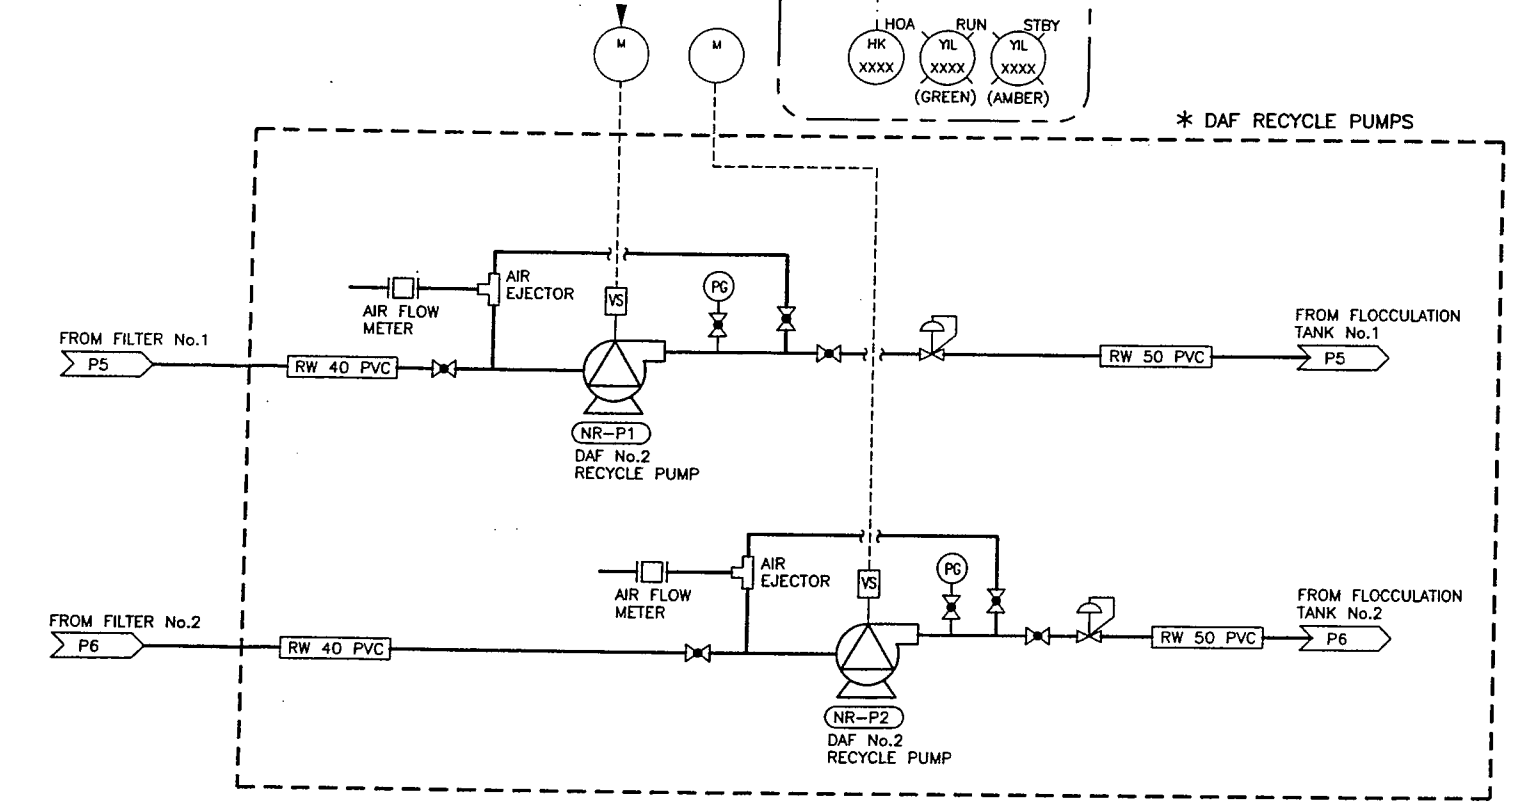 M
M
HOA
RUN
STBY
HK
XXXX
YIL
XXXX
YIL
XXXX
(GREEN)
(AMBER)
* DAF RECYCLE PUMPS
AIR
EJECTOR
AIR FLOW
METER
VS
PG
FROM FILTER No.1
P5
RW 40 PVC
FROM FLOCCULATION
TANK No.1
RW 50 PVC
P5
NR-P1
DAF No.2
RECYCLE PUMP
AIR
EJECTOR
AIR FLOW
METER
VS
PG
FROM FILTER No.2
P6
RW 40 PVC
FROM FLOCCULATION
TANK No.2
RW 50 PVC
P6
NR-P2
DAF No.2
RECYCLE PUMP